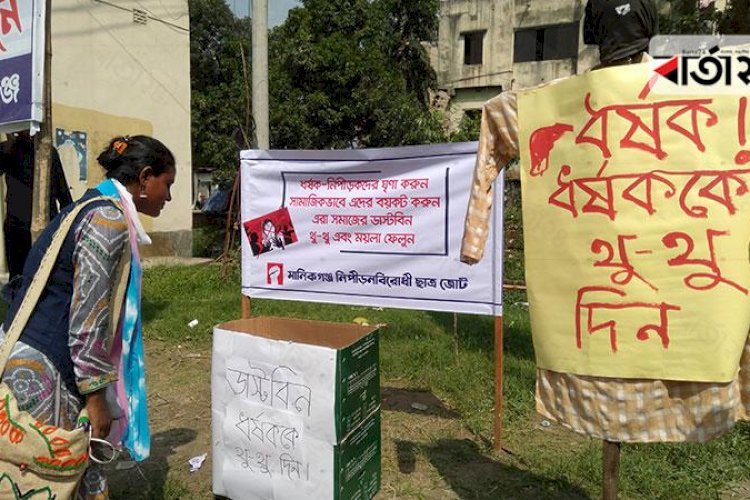 বার্তা২
ধর্ষক-নিপীড়কদের ঘৃণা করুন
সামাজিকভাবে এদের বয়কট করুন
এরা সমাজের ডাস্টবিন
থু-থু এবং ময়লা ফেলুন
মানিকগঞ্জ নিপীড়নবিরোধী ছাত্র জোট
ডাস্টবিন
ধর্ষককে
থু-থু দিন।
ধর্ষক।
ধর্ষককে
থু-থু
দিন